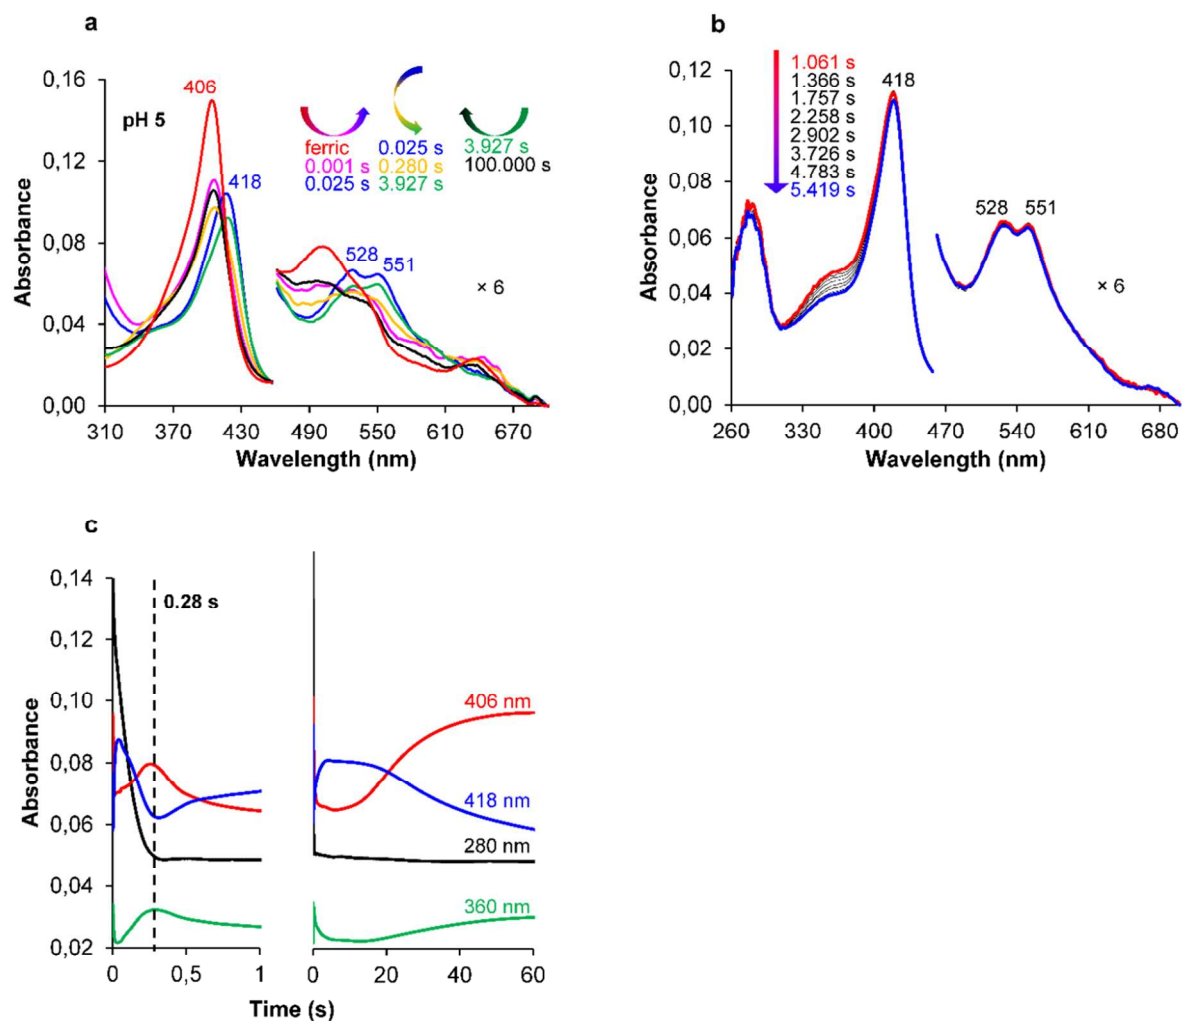 a
Absorbance
0,16
0,12
0,08
0,04
0,00
pH 5
406
418
ferric
0.001 s
0.025 s
0.025 s
0.280 s
3.927 s
3.927 s
100.000 s
528
551
× 6
310 370 430 490 550 610 670
Wavelength (nm)
b
Absorbance
0,12
0,10
0,08
0,06
0,04
0,02
0,00
1.061 s
1.366 s
1.757 s
2.258 s
2.902 s
3.726 s
4.783 s
5.419 s
418
528 551
× 6
260 330 400 470 540 610 680
Wavelength (nm)
c
Absorbance
0,14
0,12
0,10
0,08
0,06
0,04
0,02
0.28 s
406 nm
418 nm
280 nm
360 nm
0 0,5 1 0 20 40 60
Time (s)